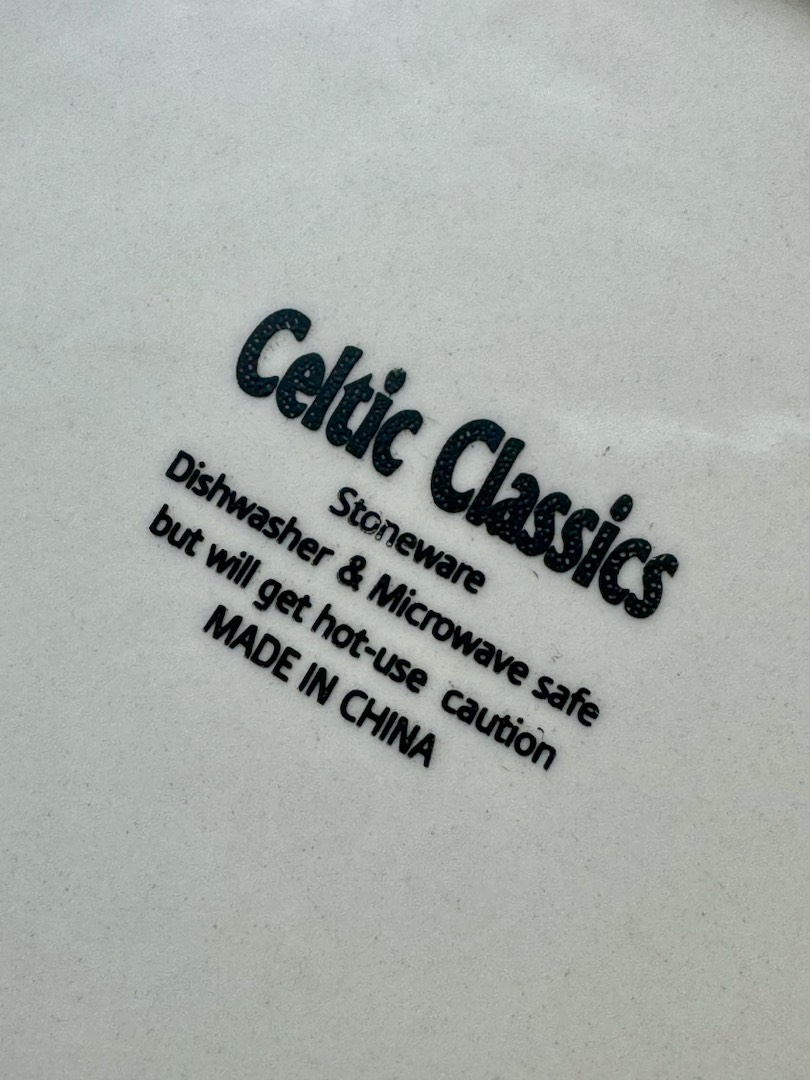 Celtic Classics
Stoneware
Dishwasher & Microwave safe
but will get hot-use caution
MADE IN CHINA